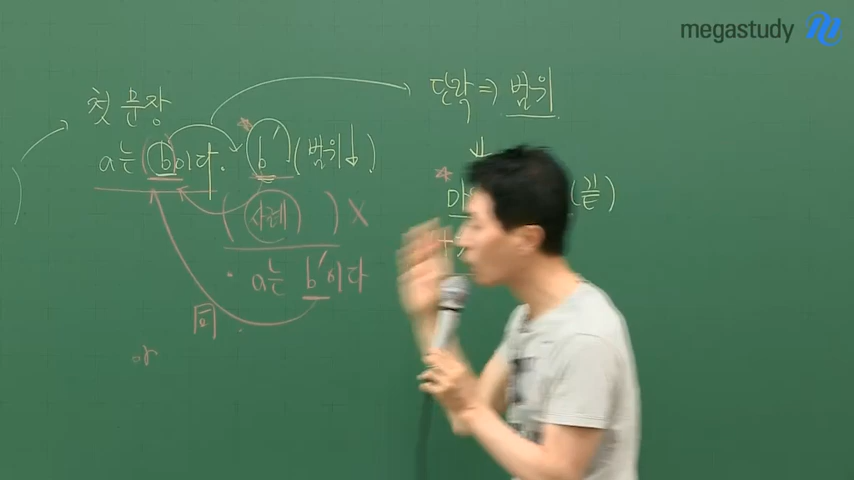 megastudy
첫 문장
a는 (b이다. b′ (범위↓)
(사례) ) X
· a는 b′이다
同
단락 ⇒ 범위
↓
* 마
(끝)